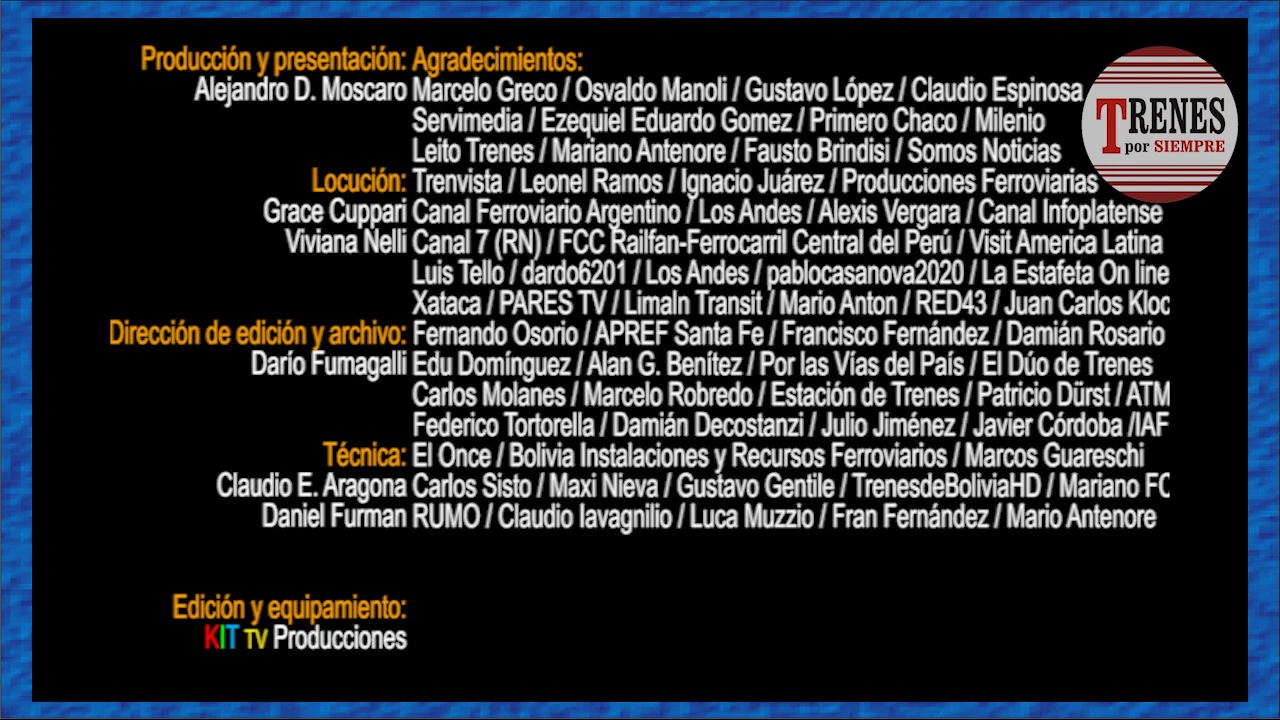 Producción y presentación:
Alejandro D. Moscaro
Locución:
Grace Cuppari
Viviana Nelli
Dirección de edición y archivo:
Darío Fumagalli
Técnica:
Claudio E. Aragona
Daniel Furman
Edición y equipamiento:
KIT TV Producciones
Agradecimientos:
Marcelo Greco / Osvaldo Manoli / Gustavo López / Claudio Espinosa
Servimedia / Ezequiel Eduardo Gomez / Primero Chaco / Milenio
Leito Trenes / Mariano Antenore / Fausto Brindisi / Somos Noticias
Trenvista / Leonel Ramos / Ignacio Juárez / Producciones Ferroviarias
Canal Ferroviario Argentino / Los Andes / Alexis Vergara / Canal Infoplatense
Canal 7 (RN) / FCC Railfan-Ferrocarril Central del Perú / Visit America Latina
Luis Tello / dardo6201 / Los Andes / pablocasanova2020 / La Estafeta On line
Xataca / PARES TV / Limaln Transit / Mario Anton / RED43 / Juan Carlos
Fernando Osorio / APREF Santa Fe / Francisco Fernández / Damián Rosario
Edu Domínguez / Alan G. Benítez / Por las Vías del País / El Dúo de Trenes
Carlos Molanes / Marcelo Robredo / Estación de Trenes / Patricio Dürst / ATM
Federico Tortorella / Damián Decostanzi / Julio Jiménez / Javier Córdoba /IAF
El Once / Bolivia Instalaciones y Recursos Ferroviarios / Marcos Guareschi
Carlos Sisto / Maxi Nieva / Gustavo Gentile / TrenesdeBoliviaHD / Mariano
RUMO / Claudio Iavagnilio / Luca Muzzio / Fran Fernández / Mario Antenore
TRENES
por SIEMPRE